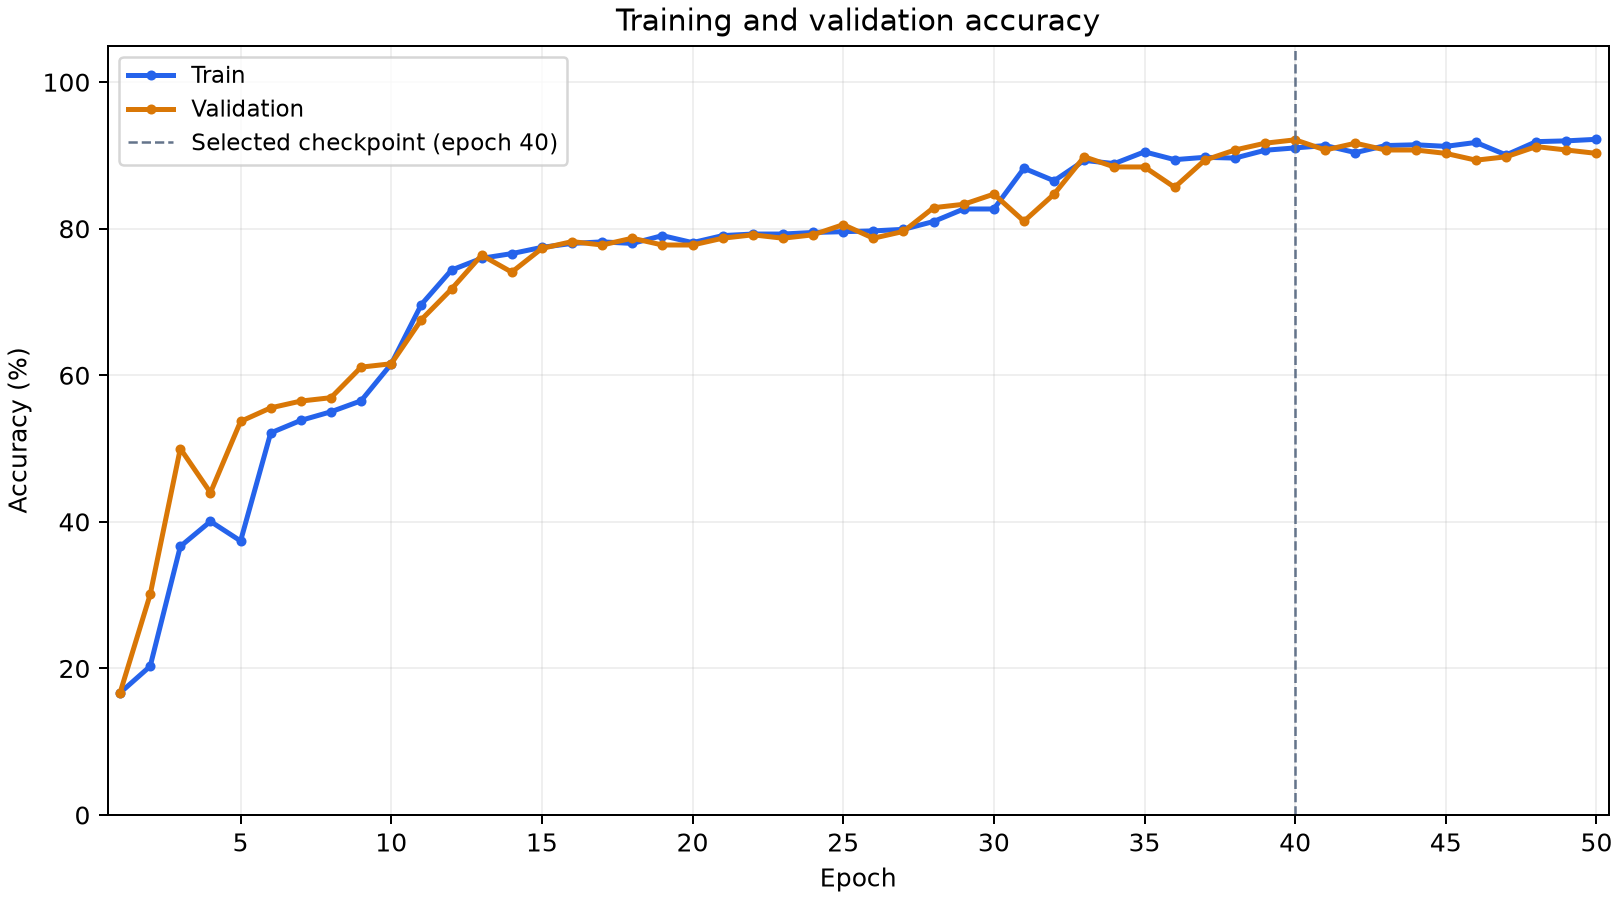 Training and validation accuracy
Train
Validation
Selected checkpoint (epoch 40)
100
80
60
40
20
0
Accuracy (%)
5 10 15 20 25 30 35 40 45 50
Epoch